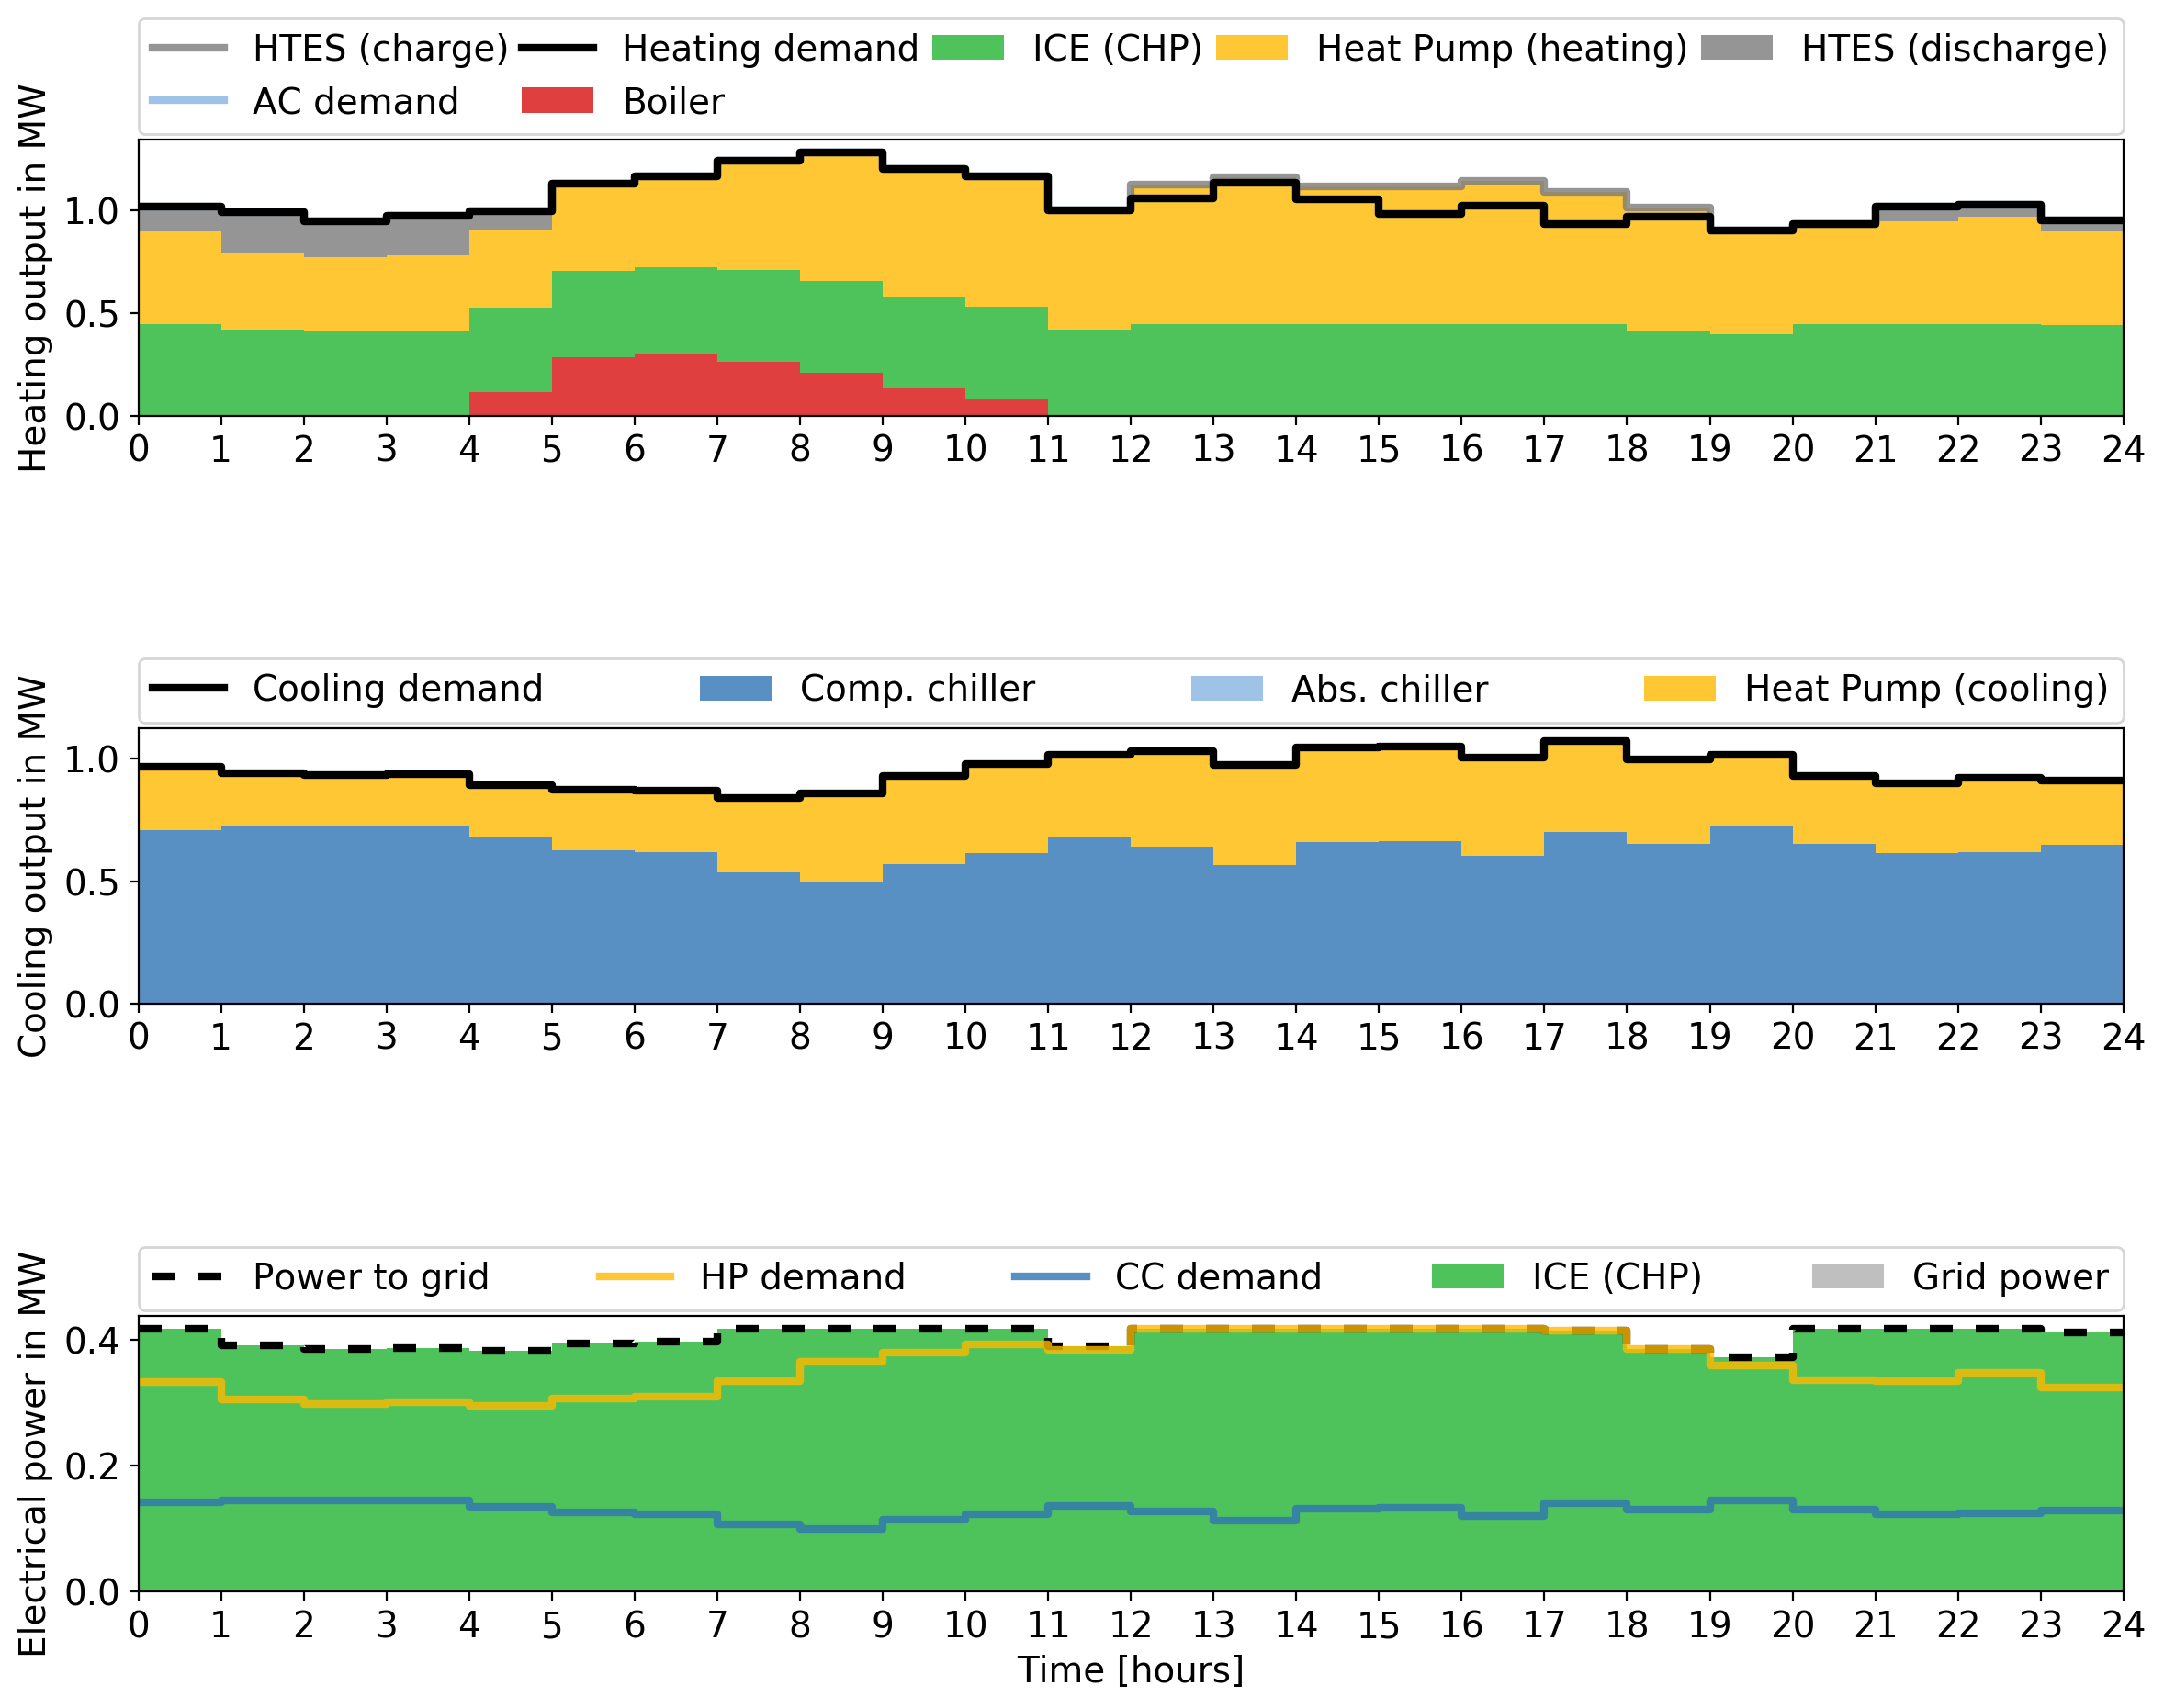 HTES (charge) Heating demand ICE (CHP) Heat Pump (heating) HTES (discharge)
AC demand Boiler
Heating output in MW
1.0
0.5
0.0
0 1 2 3 4 5 6 7 8 9 10 11 12 13 14 15 16 17 18 19 20 21 22 23 24
Cooling demand Comp. chiller Abs. chiller Heat Pump (cooling)
Cooling output in MW
1.0
0.5
0.0
0 1 2 3 4 5 6 7 8 9 10 11 12 13 14 15 16 17 18 19 20 21 22 23 24
Power to grid HP demand CC demand ICE (CHP) Grid power
Electrical power in MW
0.4
0.2
0.0
0 1 2 3 4 5 6 7 8 9 10 11 12 13 14 15 16 17 18 19 20 21 22 23 24
Time [hours]